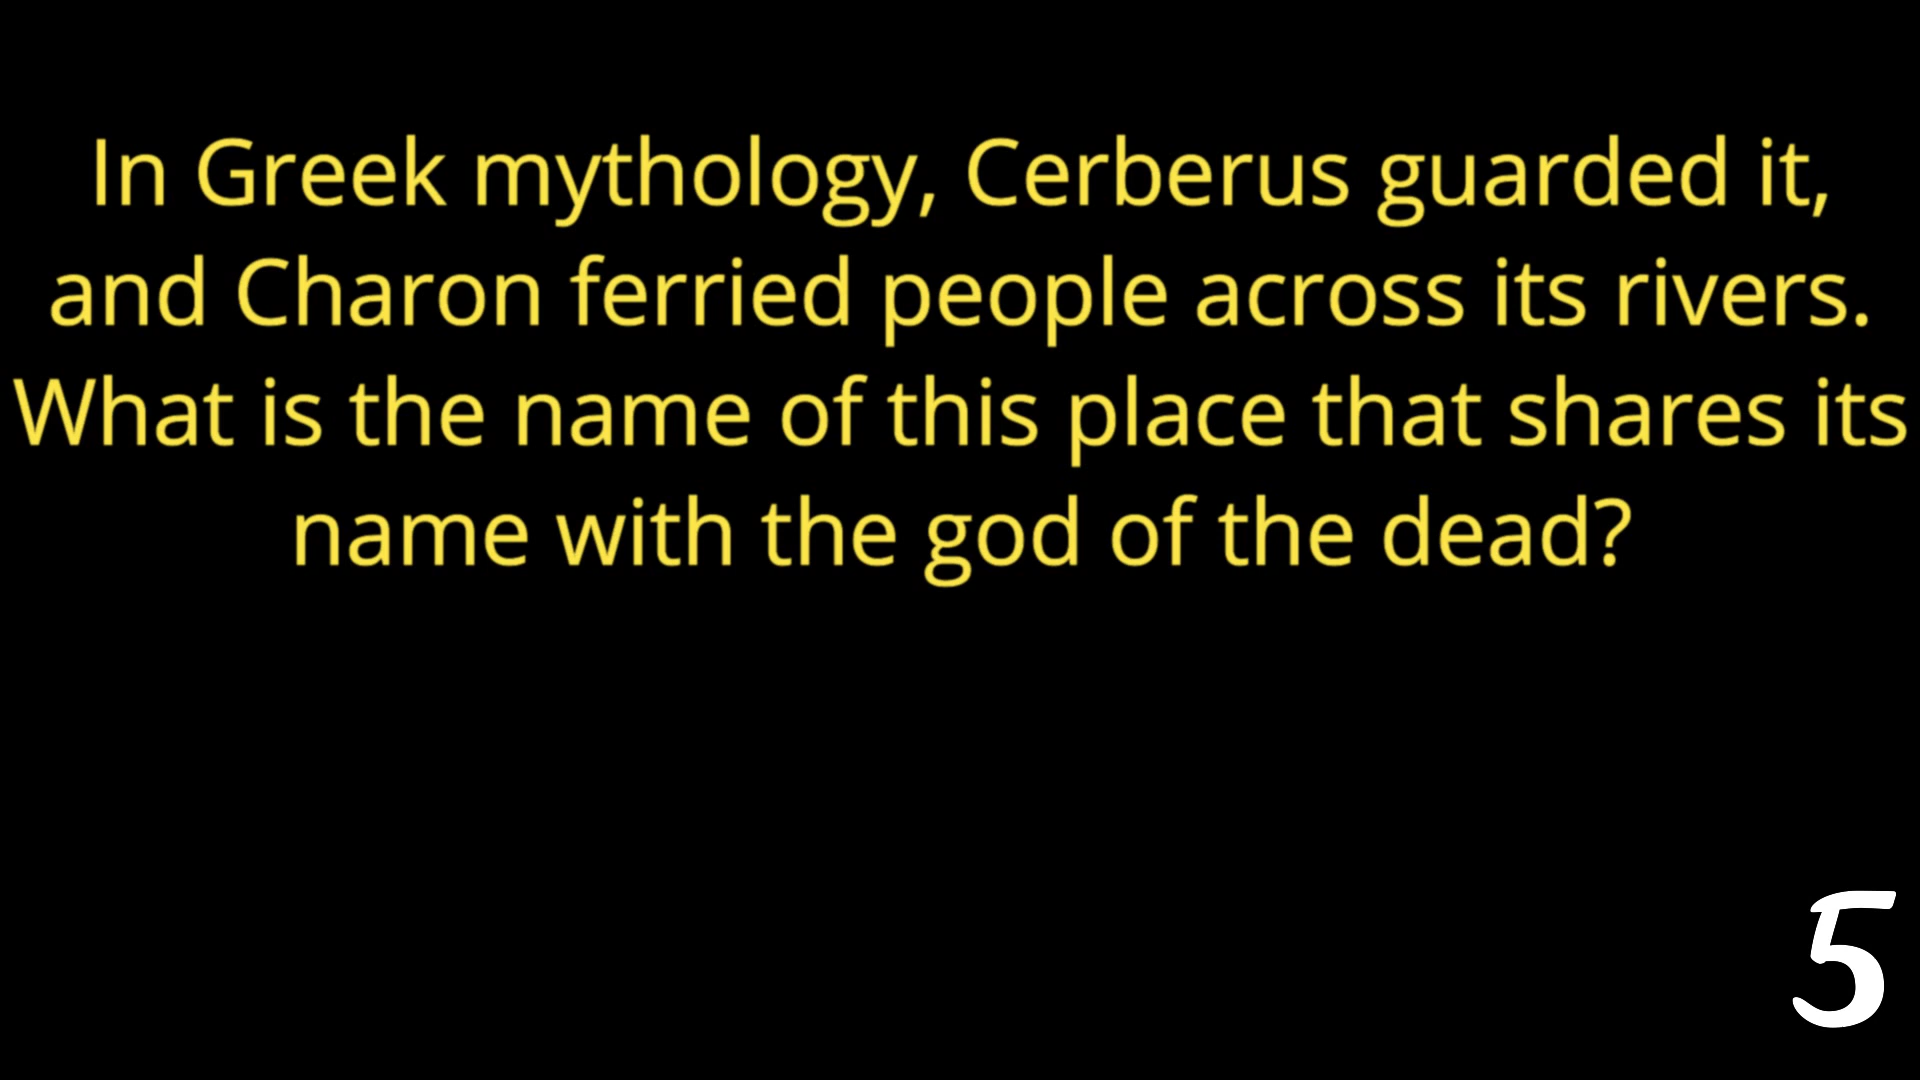 In Greek mythology, Cerberus guarded it,
and Charon ferried people across its rivers.
What is the name of this place that shares its
name with the god of the dead?
5